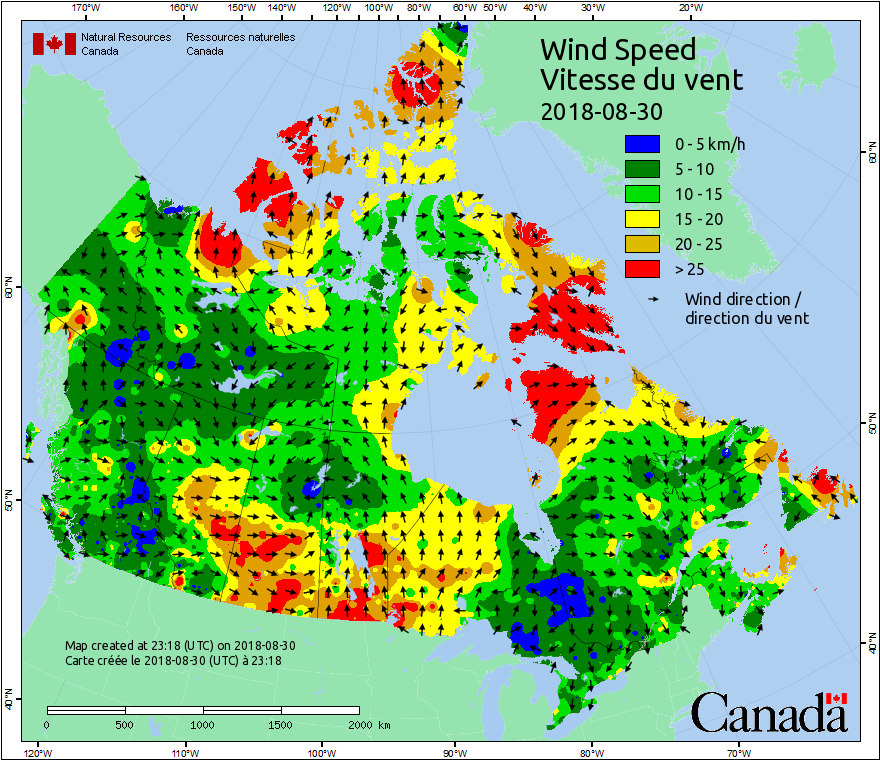 170°W 160°W 150°W 140°W 130°W 120°W 110°W 100°W 90°W 80°W 70°W 60°W 50°W 40°W 30°W 20°W
Natural Resources Canada
Ressources naturelles Canada
Wind Speed
Vitesse du vent
2018-08-30
0 - 5 km/h
5 - 10
10 - 15
15 - 20
20 - 25
> 25
Wind direction /
direction du vent
60°N
60°N
50°N
50°N
40°N
40°N
Map created at 23:18 (UTC) on 2018-08-30
Carte créée le 2018-08-30 (UTC) à 23:18
0 500 1000 1500 2000 km
Canada
120°W 110°W 100°W 90°W 80°W 70°W